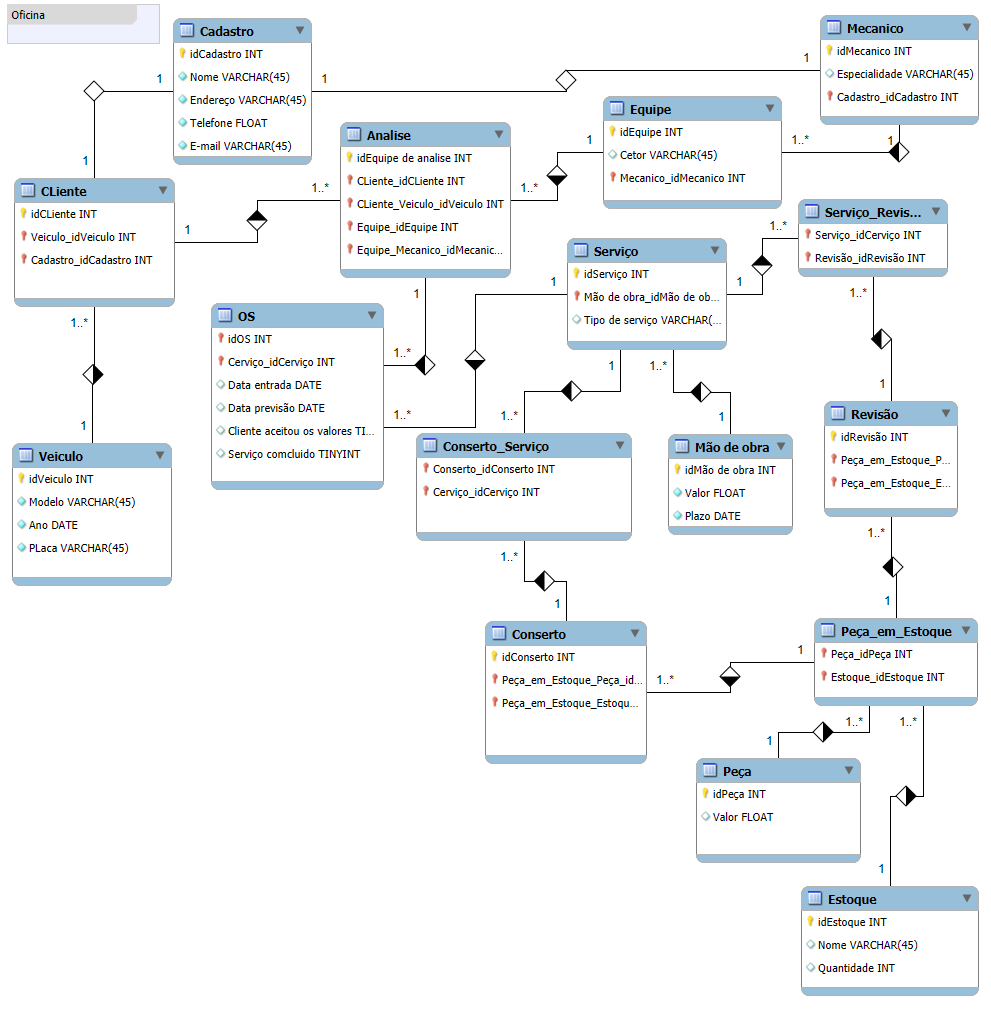 Oficina
Cadastro
idCadastro INT
Nome VARCHAR(45)
Endereço VARCHAR(45)
Telefone FLOAT
E-mail VARCHAR(45)
Mecanico
idMecanico INT
Especialidade VARCHAR(45)
Cadastro_idCadastro INT
Equipe
idEquipe INT
Cetor VARCHAR(45)
Mecanico_idMecanico INT
Analise
idEquipe de analise INT
CLiente_idCLiente INT
CLiente_Veiculo_idVeiculo INT
Equipe_idEquipe INT
Equipe_Mecanico_idMecanic...
CLiente
idCLiente INT
Veiculo_idVeiculo INT
Cadastro_idCadastro INT
Serviço_Revis...
Serviço_idCerviço INT
Revisão_idRevisão INT
Serviço
idServiço INT
Mão de obra_idMão de ob...
Tipo de serviço VARCHAR(...
OS
idOS INT
Cerviço_idCerviço INT
Data entrada DATE
Data previsão DATE
Cliente aceitou os valores TI...
Serviço comcluido TINYINT
Revisão
idRevisão INT
Peça_em_Estoque_P...
Peça_em_Estoque_E...
Conserto_Serviço
Conserto_idConserto INT
Cerviço_idCerviço INT
Mão de obra
idMão de obra INT
Valor FLOAT
Plazo DATE
Veiculo
idVeiculo INT
Modelo VARCHAR(45)
Ano DATE
PLaca VARCHAR(45)
Conserto
idConserto INT
Peça_em_Estoque_Peça_id...
Peça_em_Estoque_Estoqu...
Peça_em_Estoque
Peça_idPeça INT
Estoque_idEstoque INT
Peça
idPeça INT
Valor FLOAT
Estoque
idEstoque INT
Nome VARCHAR(45)
Quantidade INT
1
1
1
1
1
1..*
1
1..*
1
1..*
1..*
1
1
1..*
1
1..*
1
1..*
1..*
1
1
1..*
1..*
1
1..*
1
1..*
1
1..*
1
1..*
1
1..*
1